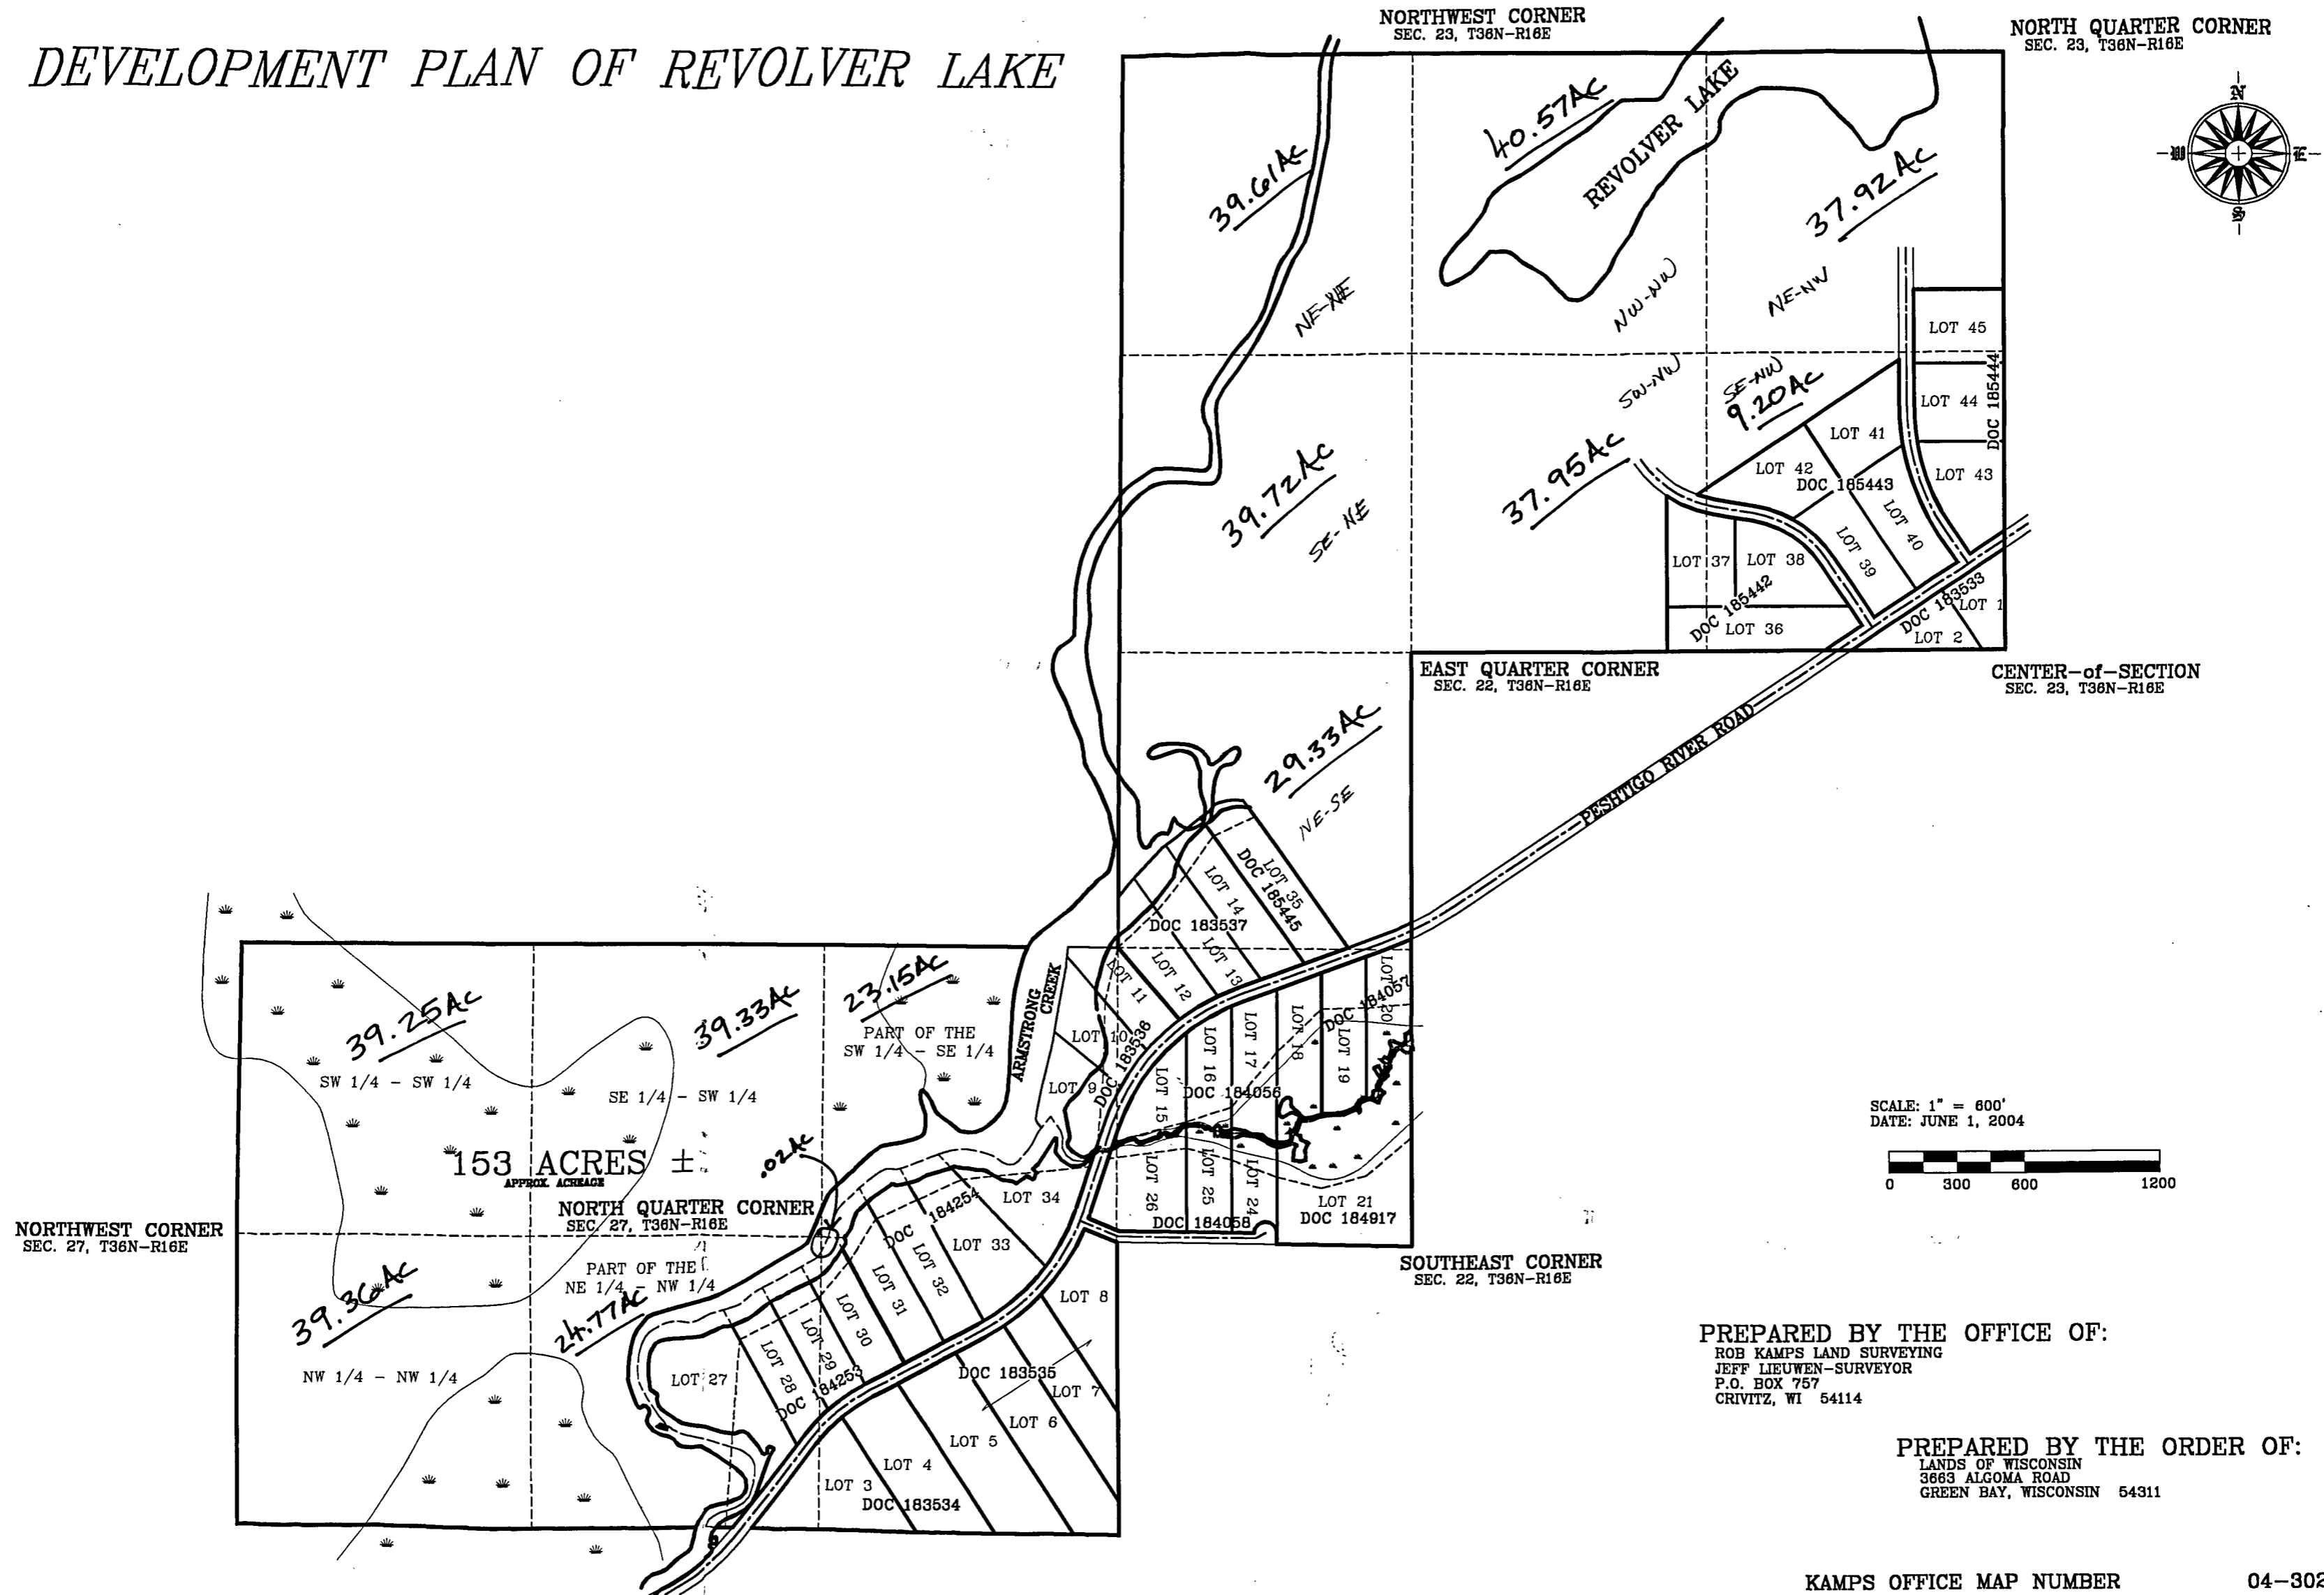 DEVELOPMENT PLAN OF REVOLVER LAKE
NORTHWEST CORNER
SEC. 23, T36N-R16E
NORTH QUARTER CORNER
SEC. 23, T36N-R16E
N
W
E
S
40.57Ac
REVOLVER LAKE
39.61Ac
37.92Ac
NE-NE
NW-NW
NE-NW
LOT 45
SW-NW
SE-NW
9.20Ac
LOT 44
DOC 185444
LOT 41
LOT 42
DOC 185443
LOT 43
39.72Ac
SE-NE
37.95Ac
LOT 40
LOT 39
LOT 37
LOT 38
DOC 185442
LOT 36
DOC 183533
LOT 1
LOT 2
EAST QUARTER CORNER
SEC. 22, T36N-R16E
CENTER-of-SECTION
SEC. 23, T36N-R16E
PESHTIGO RIVER ROAD
29.33Ac
NE-SE
LOT 35
DOC 185445
LOT 14
DOC 183537
LOT 13
LOT 12
LOT 11
LOT 10
LOT 9
DOC 183536
ARMSTRONG
CREEK
39.25Ac
SW 1/4 - SW 1/4
39.33Ac
SE 1/4 - SW 1/4
23.15Ac
PART OF THE
SW 1/4 - SE 1/4
LOT 15
LOT 16
LOT 17
LOT 18
LOT 19
LOT 20
DOC 184057
DOC 184056
LOT 26
LOT 25
LOT 24
DOC 184058
LOT 21
DOC 184917
SCALE: 1" = 600'
DATE: JUNE 1, 2004
0 300 600 1200
153 ACRES ±
APPROX. ACREAGE
.02Ac
NORTH QUARTER CORNER
SEC. 27, T36N-R16E
NORTHWEST CORNER
SEC. 27, T36N-R16E
SOUTHEAST CORNER
SEC. 22, T36N-R16E
LOT 34
DOC 184254
LOT 33
LOT 32
LOT 31
LOT 30
LOT 29
LOT 28
DOC 184253
LOT 27
PART OF THE
NE 1/4 - NW 1/4
24.77Ac
39.36Ac
NW 1/4 - NW 1/4
LOT 8
DOC 183535
LOT 7
LOT 6
LOT 5
LOT 4
LOT 3
DOC 183534
PREPARED BY THE OFFICE OF:
ROB KAMPS LAND SURVEYING
JEFF LIEUWEN-SURVEYOR
P.O. BOX 757
CRIVITZ, WI 54114
PREPARED BY THE ORDER OF:
LANDS OF WISCONSIN
3663 ALGOMA ROAD
GREEN BAY, WISCONSIN 54311
KAMPS OFFICE MAP NUMBER 04-302